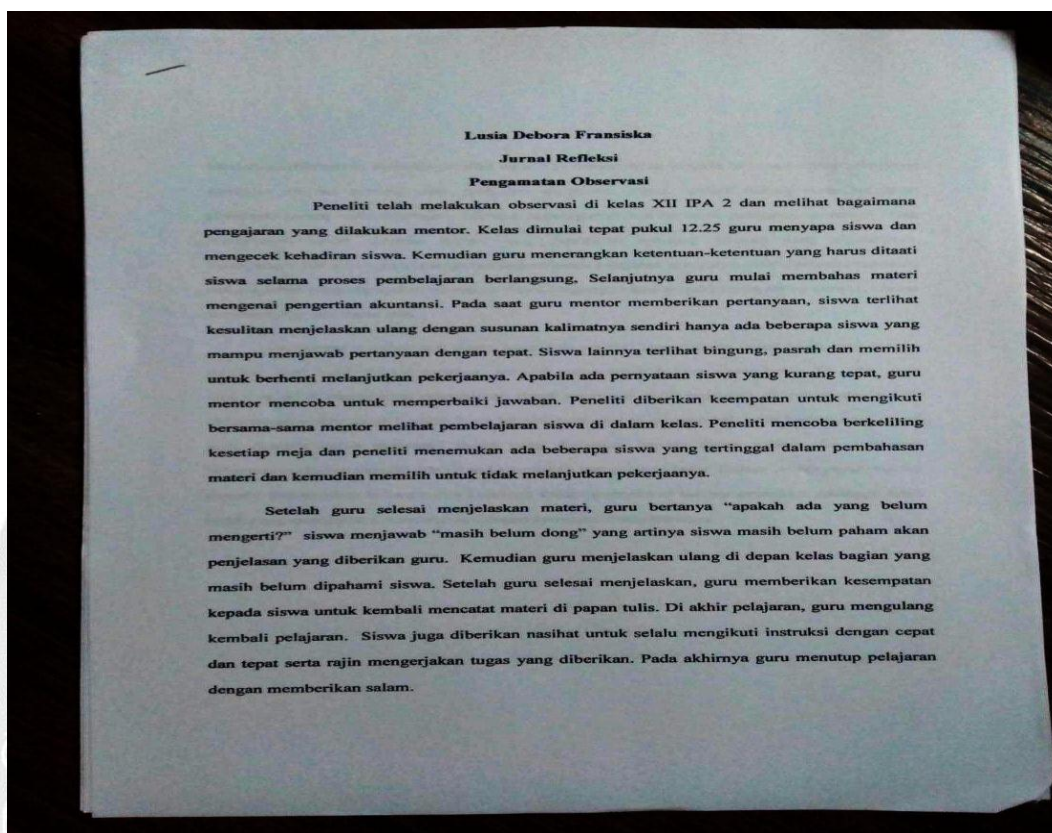 Lusia Debora Fransiska
Jurnal Refleksi
Pengamatan Observasi
Peneliti telah melakukan observasi di kelas XII IPA 2 dan melihat bagaimana
pengajaran yang dilakukan mentor. Kelas dimulai tepat pukul 12.25 guru menyapa siswa dan
mengecek kehadiran siswa. Kemudian guru menerangkan ketentuan-ketentuan yang harus ditaati
siswa selama proses pembelajaran berlangsung. Selanjutnya guru mulai membahas materi
mengenai pengertian akuntansi. Pada saat guru mentor memberikan pertanyaan, siswa terlihat
kesulitan menjelaskan ulang dengan susunan kalimatnya sendiri hanya ada beberapa siswa yang
mampu menjawab pertanyaan dengan tepat. Siswa lainnya terlihat bingung, pasrah dan memilih
untuk berhenti melanjutkan pekerjaanya. Apabila ada pernyataan siswa yang kurang tepat, guru
mentor mencoba untuk memperbaiki jawaban. Peneliti diberikan keempatan untuk mengikuti
bersama-sama mentor melihat pembelajaran siswa di dalam kelas. Peneliti mencoba berkeliling
kesetiap meja dan peneliti menemukan ada beberapa siswa yang tertinggal dalam pembahasan
materi dan kemudian memilih untuk tidak melanjutkan pekerjaanya.
Setelah guru selesai menjelaskan materi, guru bertanya “apakah ada yang belum
mengerti?” siswa menjawab “masih belum dong” yang artinya siswa masih belum paham akan
penjelasan yang diberikan guru. Kemudian guru menjelaskan ulang di depan kelas bagian yang
masih belum dipahami siswa. Setelah guru selesai menjelaskan, guru memberikan kesempatan
kepada siswa untuk kembali mencatat materi di papan tulis. Di akhir pelajaran, guru mengulang
kembali pelajaran. Siswa juga diberikan nasihat untuk selalu mengikuti instruksi dengan cepat
dan tepat serta rajin mengerjakan tugas yang diberikan. Pada akhirnya guru menutup pelajaran
dengan memberikan salam.